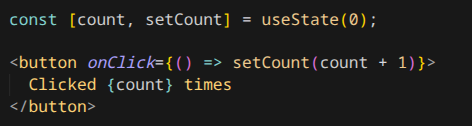 const [count, setCount] = useState(0);
<button onClick={() => setCount(count + 1)}>
Clicked {count} times
</button>